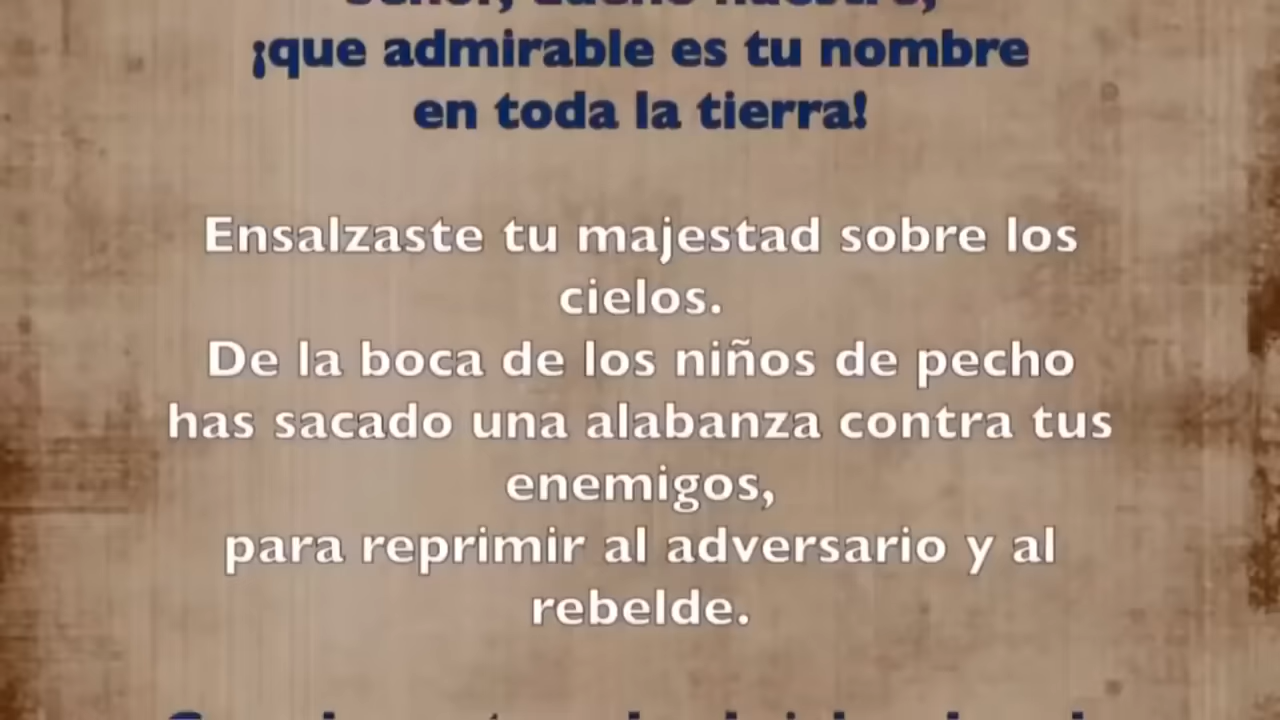 ¡que admirable es tu nombre
en toda la tierra!
Ensalzaste tu majestad sobre los
cielos.
De la boca de los niños de pecho
has sacado una alabanza contra tus
enemigos,
para reprimir al adversario y al
rebelde.